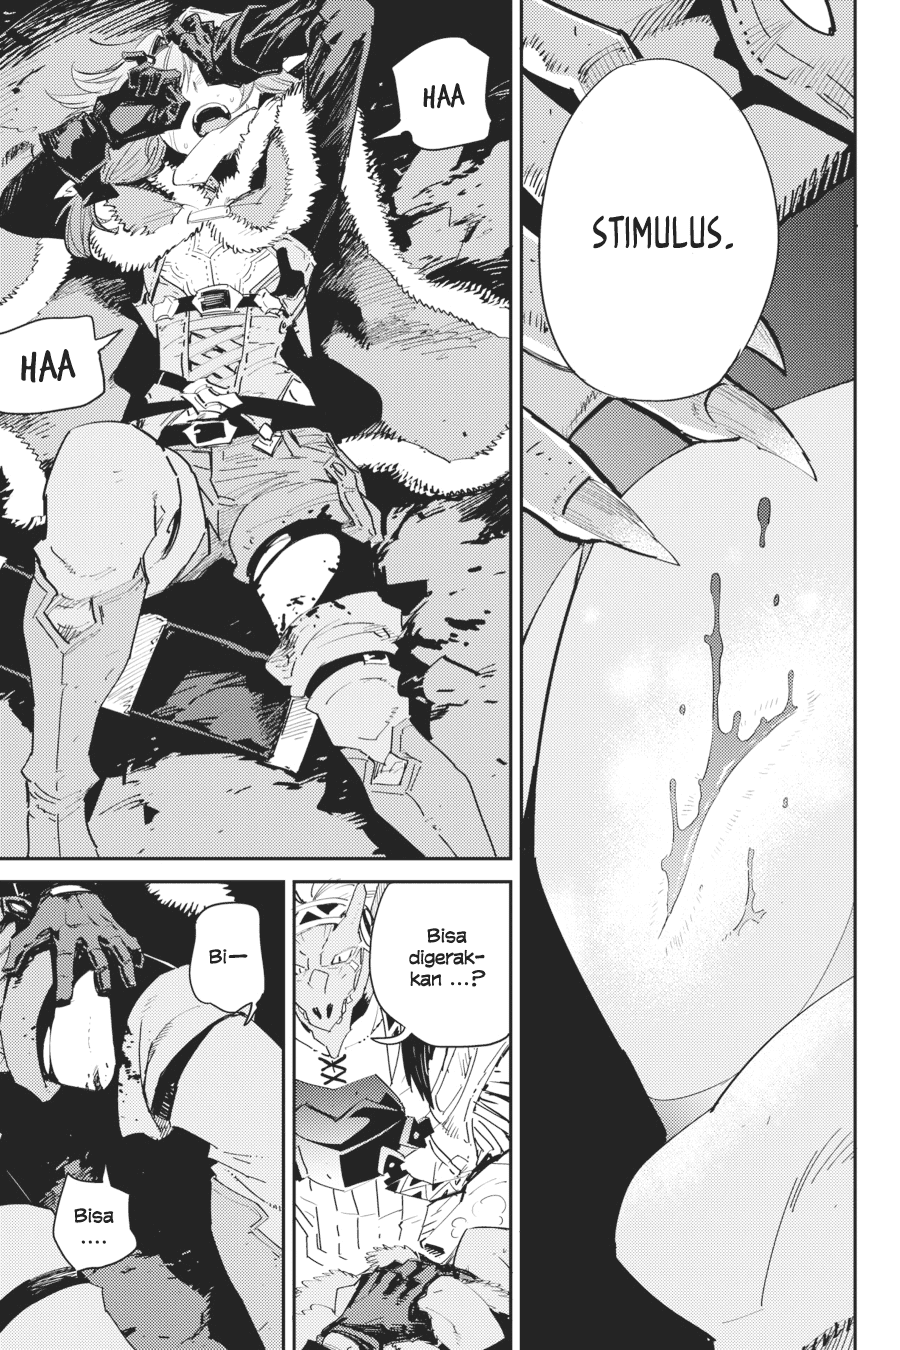 STIMULUS.
HAA
HAA
Bisa
digerak-
kan ...?
Bi—
Bisa
....